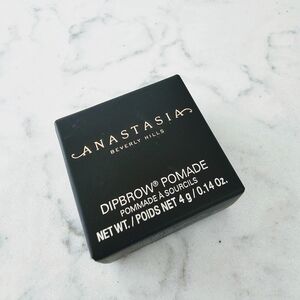 ANASTASIA
BEVERLY HILLS
DIPBROW® POMADE
POMMADE À SOURCILS
NET WT. / POIDS NET 4 g / 0.14 Oz.